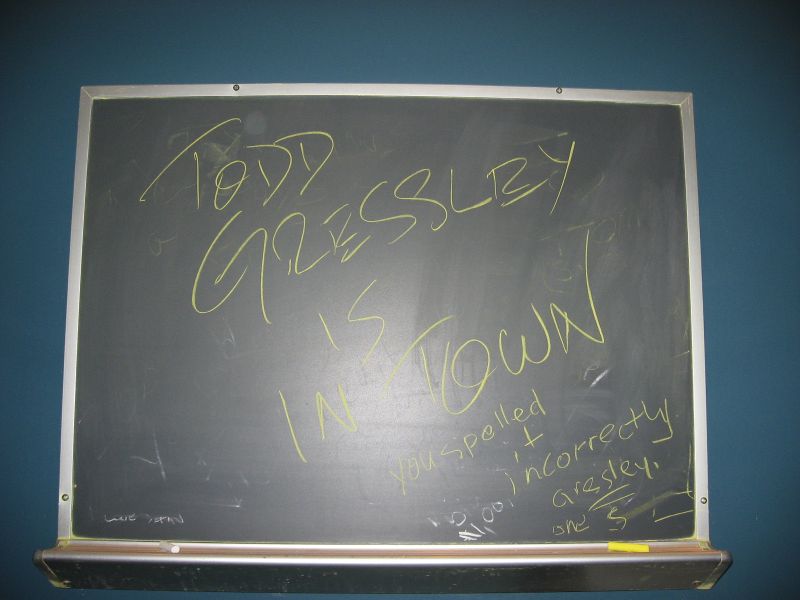 TODD
GRESSLEY
IS
IN TOWN
you spelled
it
incorrectly
Gresley.
one S